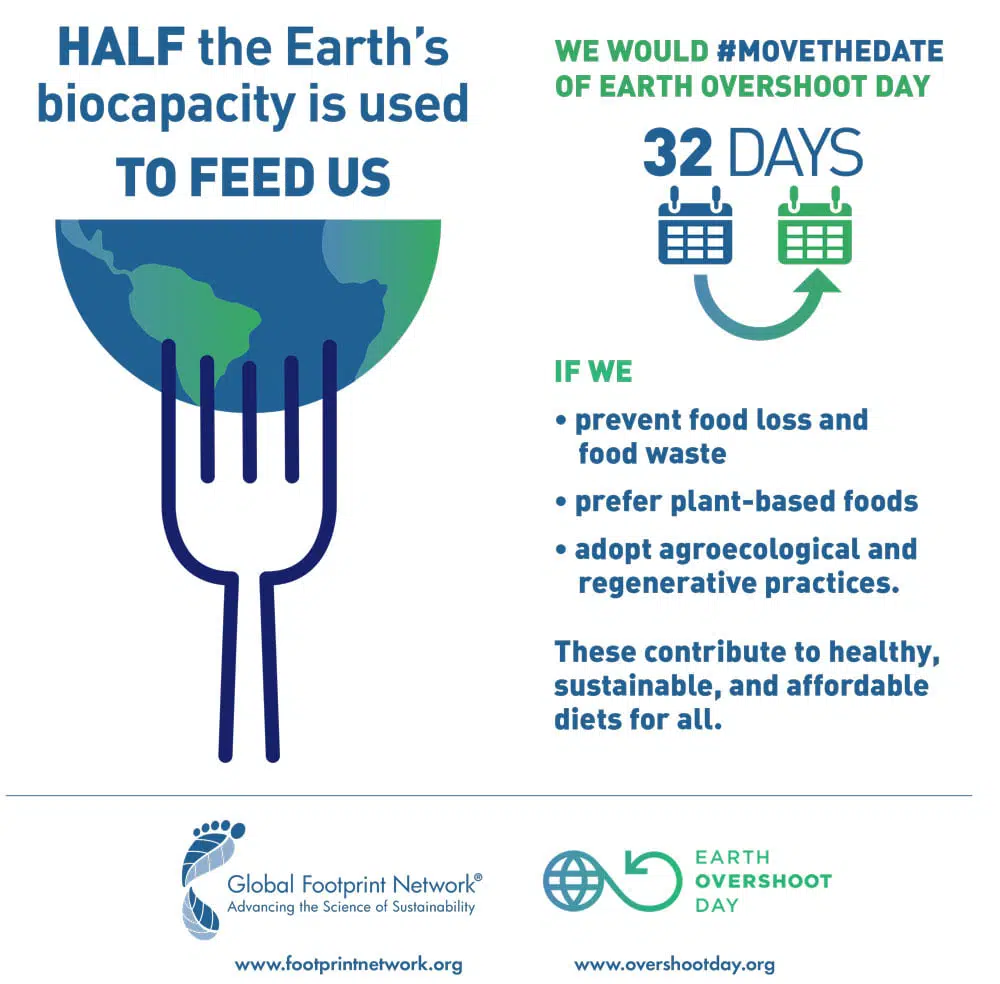 HALF the Earth's
biocapacity is used
TO FEED US
WE WOULD #MOVETHEDATE
OF EARTH OVERSHOOT DAY
32 DAYS
IF WE
• prevent food loss and
food waste
• prefer plant-based foods
• adopt agroecological and
regenerative practices.
These contribute to healthy,
sustainable, and affordable
diets for all.
Global Footprint Network®
Advancing the Science of Sustainability
www.footprintnetwork.org
EARTH
OVERSHOOT
DAY
www.overshootday.org